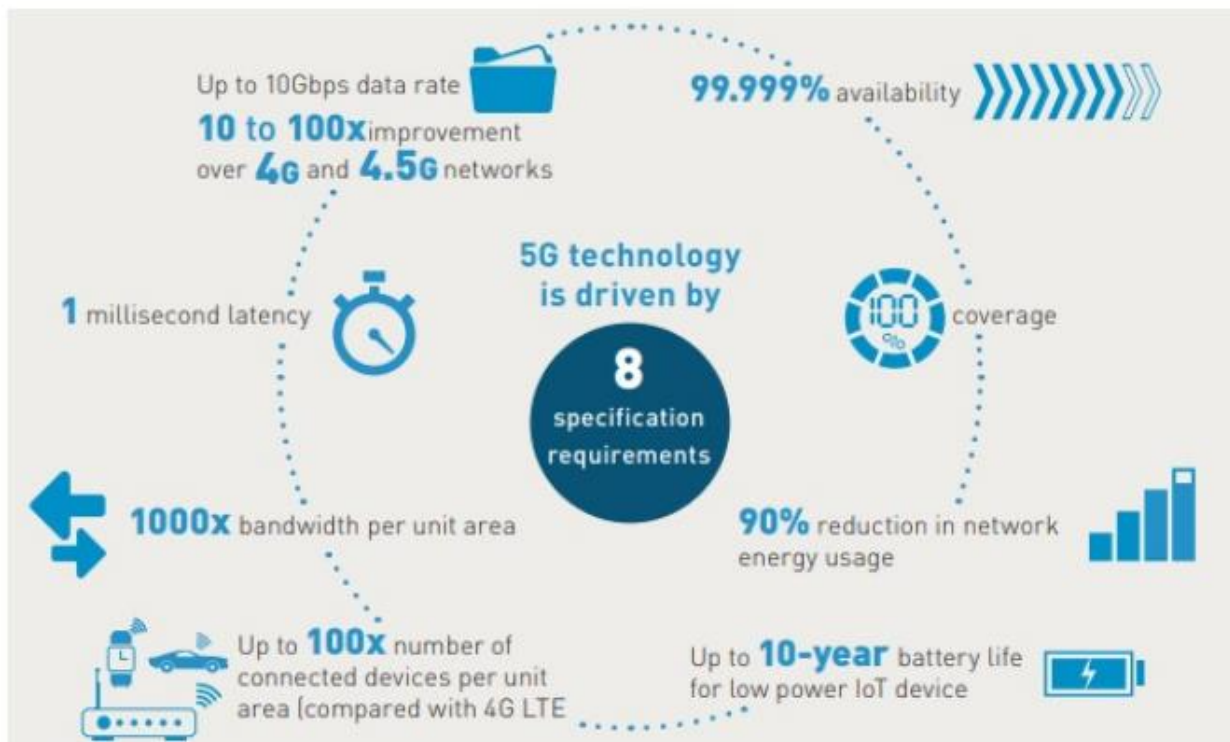 Up to 10Gbps data rate
10 to 100x improvement
over 4G and 4.5G networks
99.999% availability
5G technology
is driven by
8
specification
requirements
1 millisecond latency
100
%
coverage
1000x bandwidth per unit area
90% reduction in network
energy usage
Up to 100x number of
connected devices per unit
area (compared with 4G LTE
Up to 10-year battery life
for low power IoT device